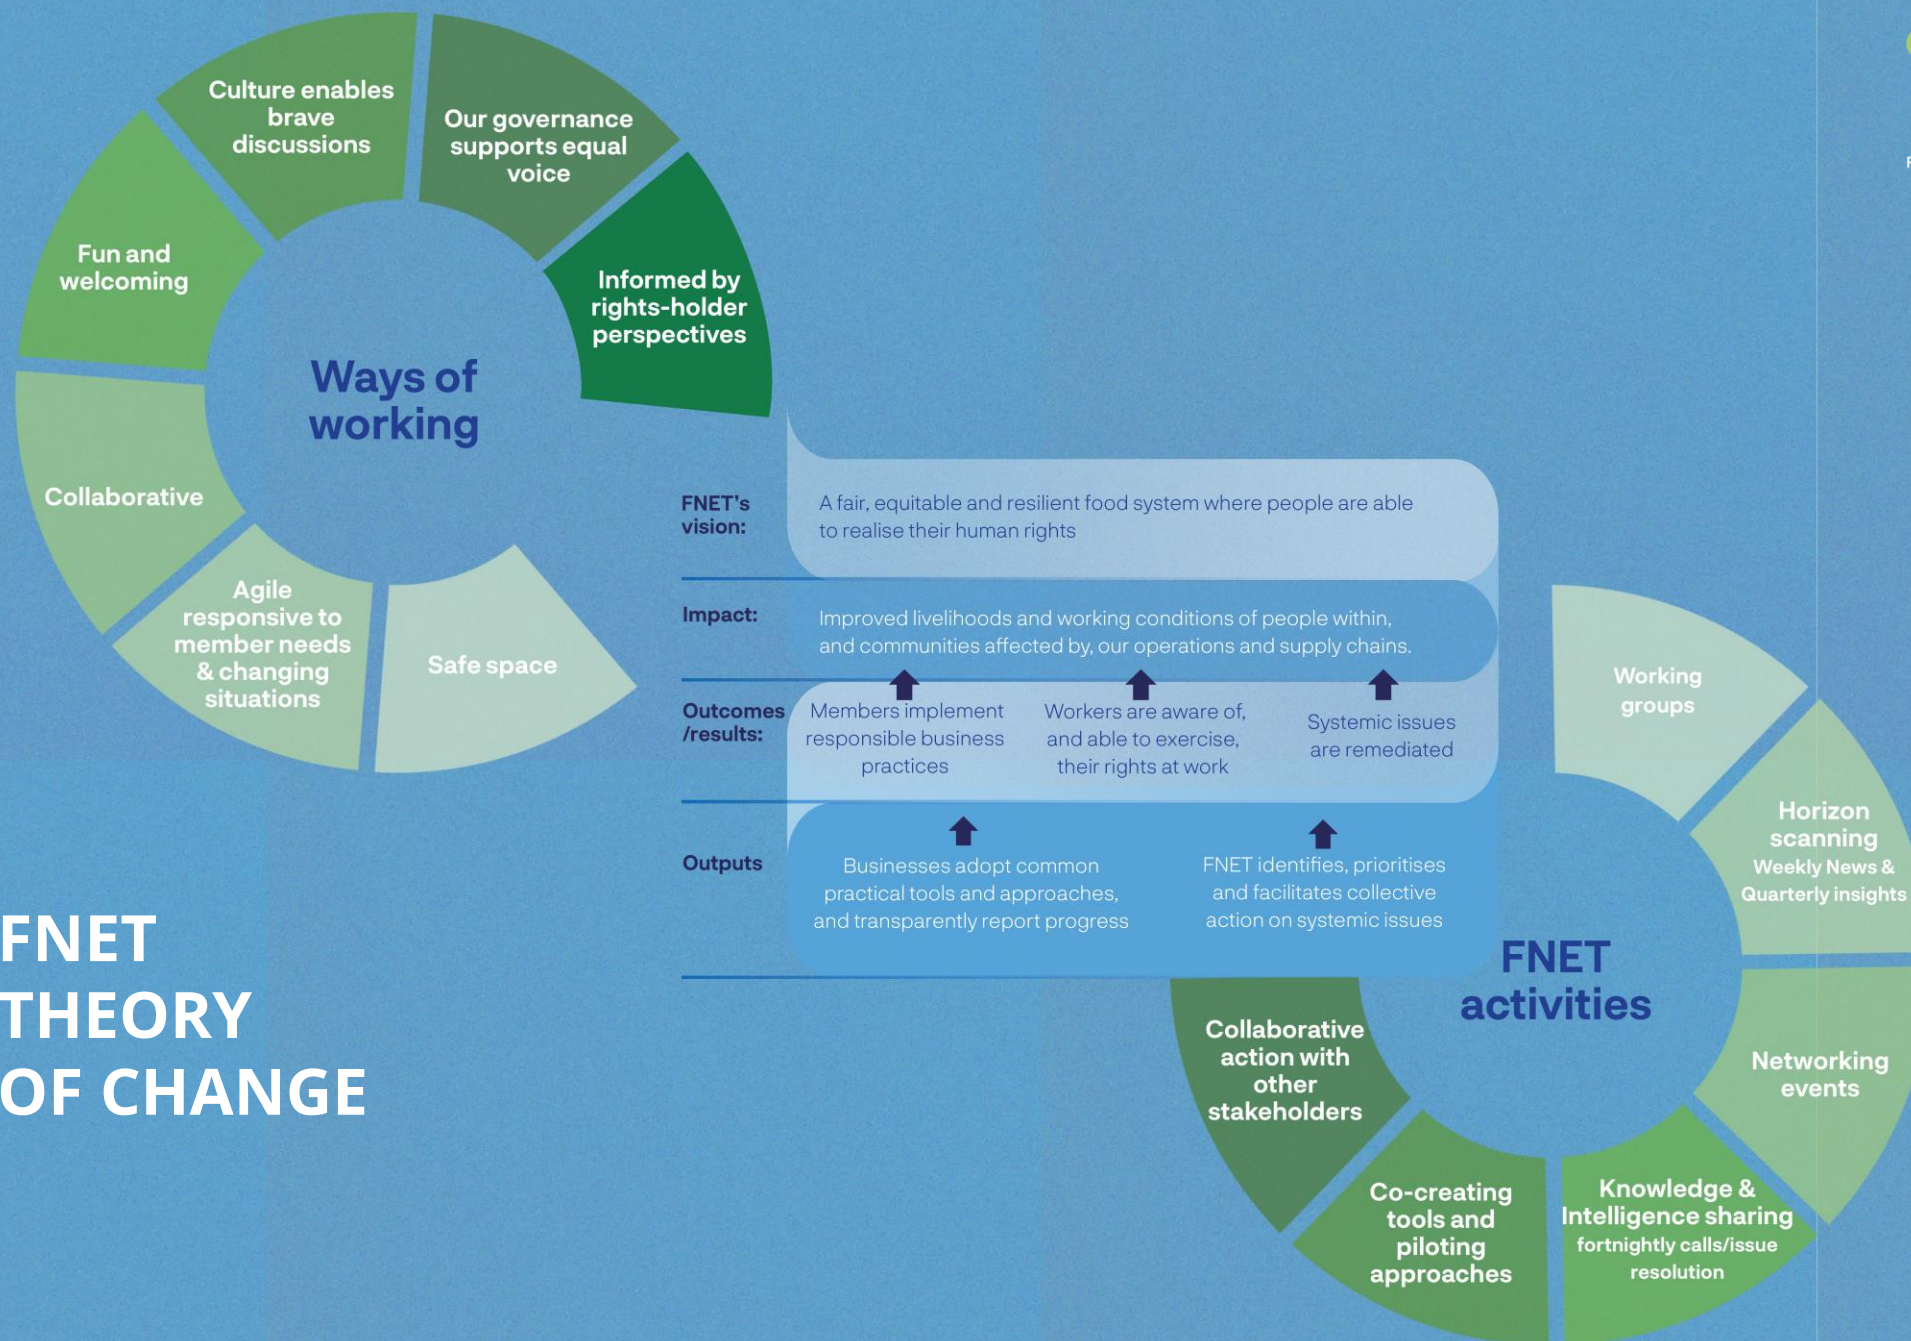 Culture enables
brave
discussions
Our governance
supports equal
voice
Informed by
rights-holder
perspectives
Fun and
welcoming
Collaborative
Agile
responsive to
member needs
& changing
situations
Safe space
Ways of
working
FNET's
vision:
A fair, equitable and resilient food system where people are able
to realise their human rights
Impact:
Improved livelihoods and working conditions of people within,
and communities affected by, our operations and supply chains.
Outcomes
/results:
Members implement
responsible business
practices
Workers are aware of,
and able to exercise,
their rights at work
Systemic issues
are remediated
Outputs
Businesses adopt common
practical tools and approaches,
and transparently report progress
FNET identifies, prioritises
and facilitates collective
action on systemic issues
FNET
activities
Working
groups
Horizon
scanning
Weekly News &
Quarterly insights
Networking
events
Knowledge &
Intelligence sharing
fortnightly calls/issue
resolution
Co-creating
tools and
piloting
approaches
Collaborative
action with
other
stakeholders
FNET
THEORY
OF CHANGE